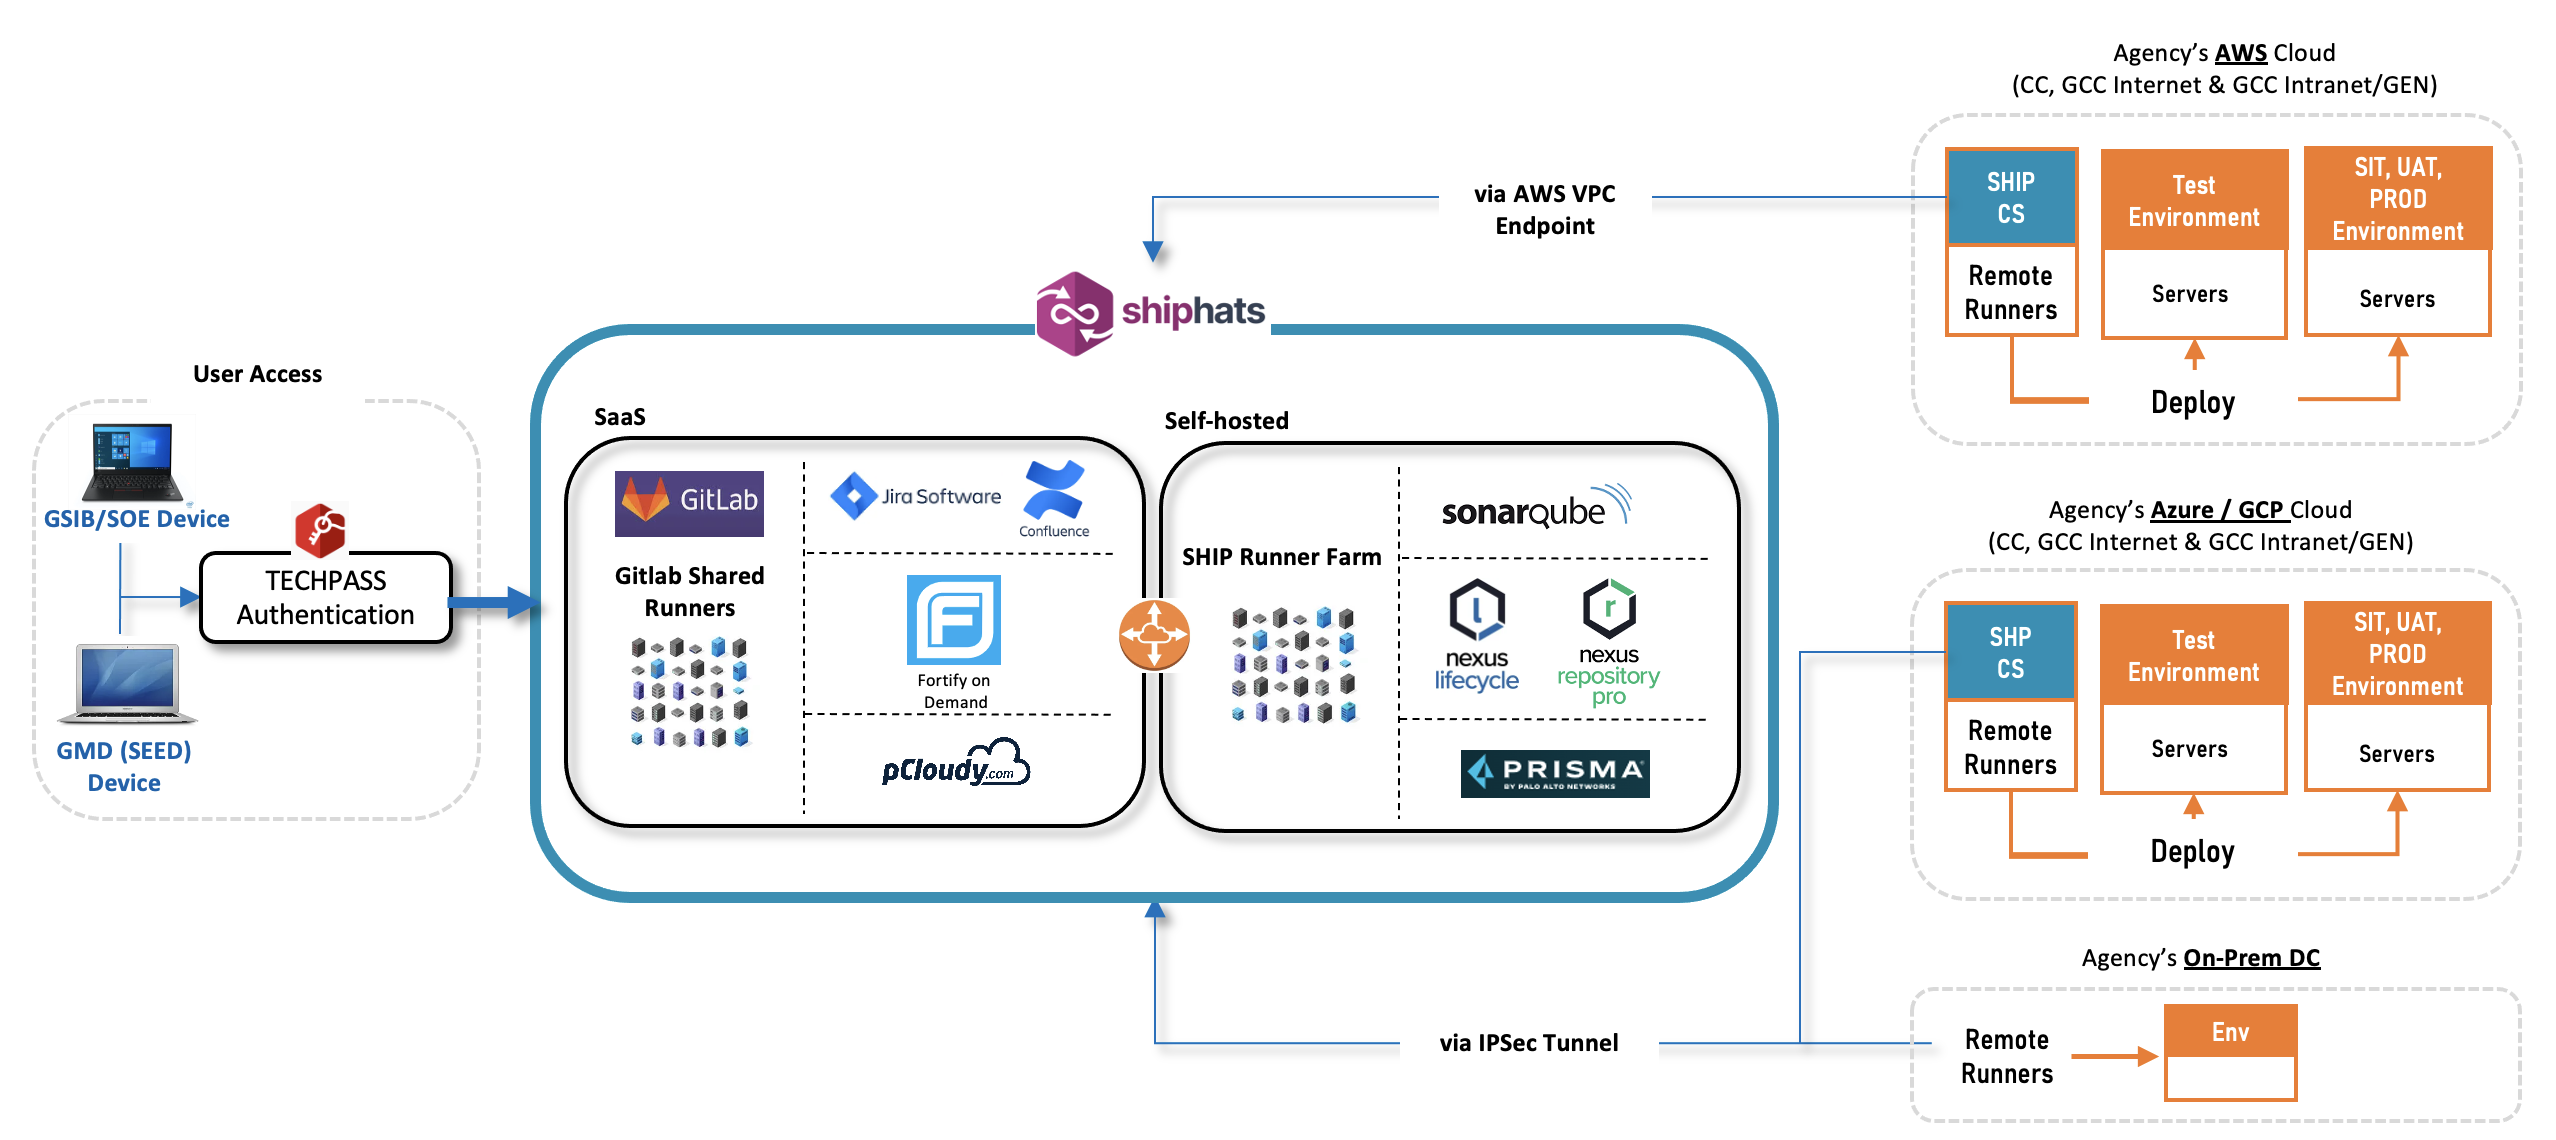 User Access
GSIB/SOE Device
TECHPASS
Authentication
GMD (SEED)
Device
shiphats
SaaS
GitLab
Gitlab Shared
Runners
Jira Software
Confluence
Fortify on
Demand
pCloudy.com
Self-hosted
SHIP Runner Farm
sonarqube
nexus
lifecycle
nexus
repository
pro
PRISMA
BY PALO ALTO NETWORKS
via AWS VPC
Endpoint
via IPSec Tunnel
Agency’s AWS Cloud
(CC, GCC Internet & GCC Intranet/GEN)
SHIP
CS
Remote
Runners
Test
Environment
Servers
SIT, UAT,
PROD
Environment
Servers
Deploy
Agency’s Azure / GCP Cloud
(CC, GCC Internet & GCC Intranet/GEN)
SHP
CS
Remote
Runners
Test
Environment
Servers
SIT, UAT,
PROD
Environment
Servers
Deploy
Agency’s On-Prem DC
Remote
Runners
Env